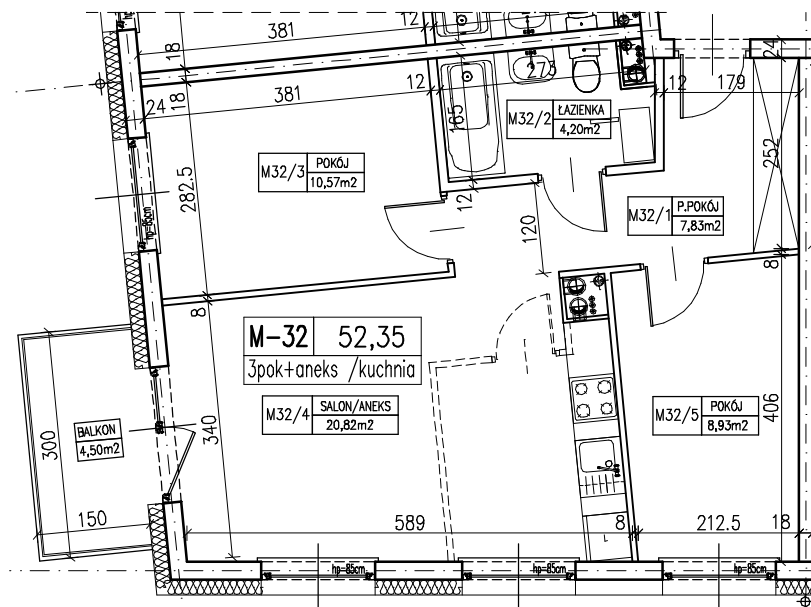 381
12
18
24
273
12
381
12
179
24
18
165
M32/2
ŁAZIENKA
4,20m2
252
M32/3
POKÓJ
10,57m2
282.5
hp=85cm
12
M32/1
P.POKÓJ
7,83m2
120
8
8
M-32
52,35
3pok+aneks /kuchnia
M32/4
SALON/ANEKS
20,82m2
340
M32/5
POKÓJ
8,93m2
406
BALKON
4,50m2
300
150
589
8
212.5
18
hp=85cm
hp=85cm
hp=85cm